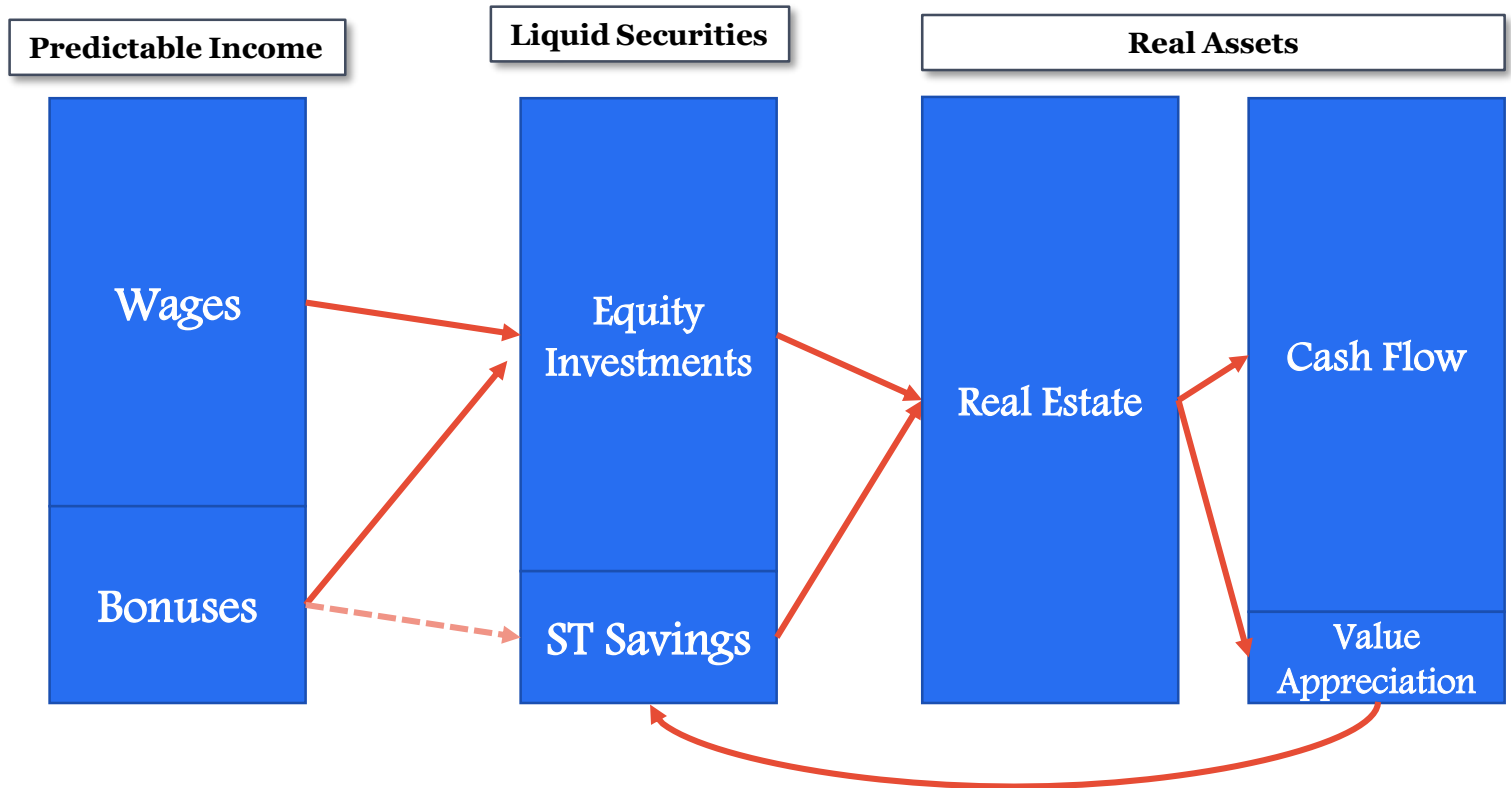 Predictable Income
Liquid Securities
Real Assets
Wages
Bonuses
Equity
Investments
ST Savings
Real Estate
Cash Flow
Value
Appreciation